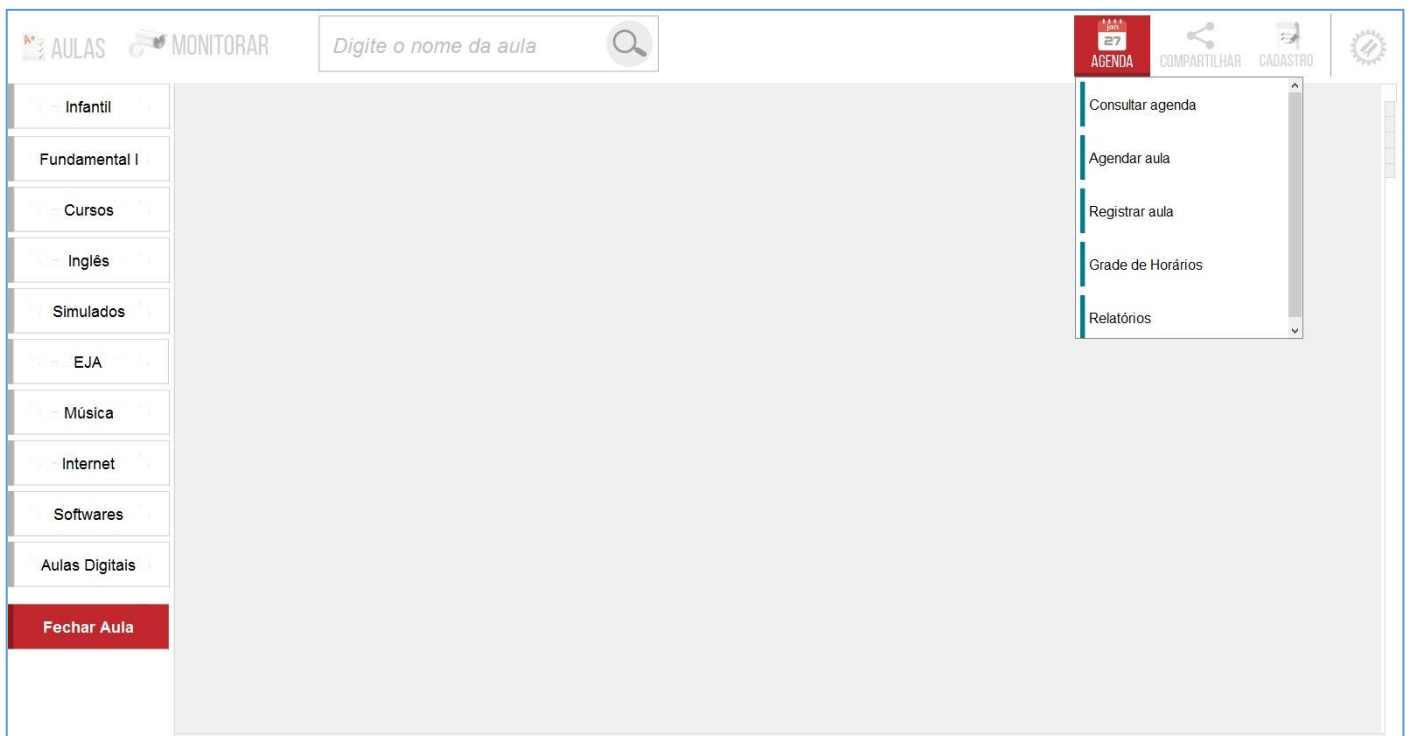 AULAS
MONITORAR
Digite o nome da aula
jan
27
AGENDA
COMPARTILHAR
CADASTRO
Infantil
Fundamental I
Cursos
Inglês
Simulados
EJA
Música
Internet
Softwares
Aulas Digitais
Fechar Aula
Consultar agenda
Agendar aula
Registrar aula
Grade de Horários
Relatórios